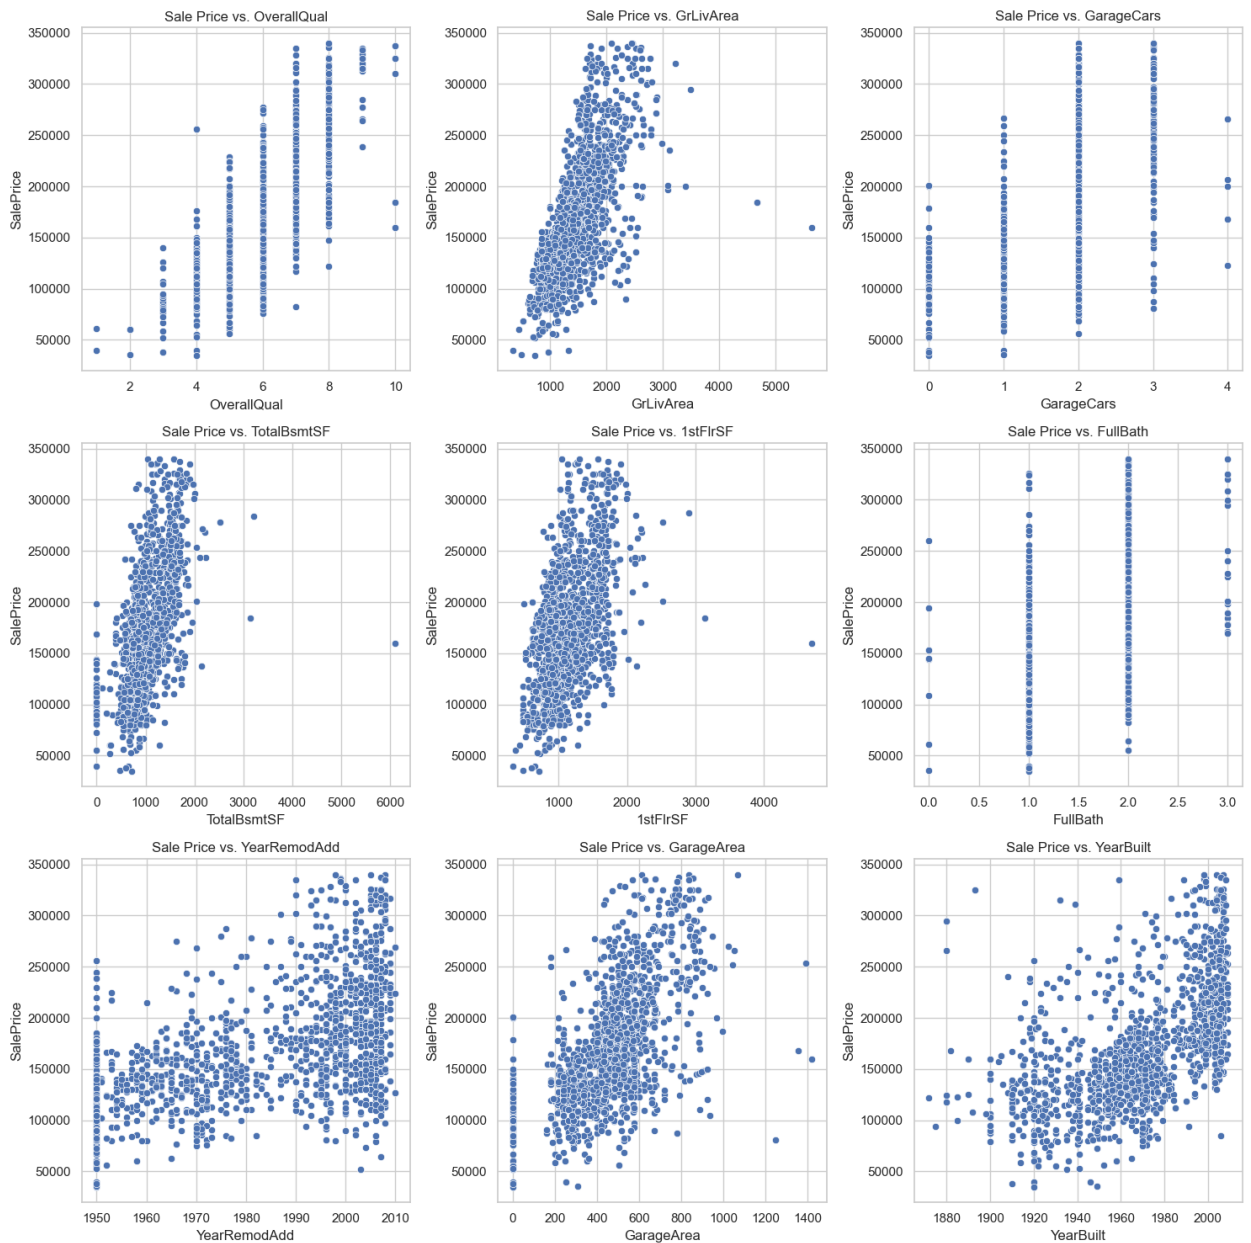 Sale Price vs. OverallQual
350000
300000
250000
200000
150000
100000
50000
SalePrice
2 4 6 8 10
OverallQual
Sale Price vs. GrLivArea
350000
300000
250000
200000
150000
100000
50000
SalePrice
1000 2000 3000 4000 5000
GrLivArea
Sale Price vs. GarageCars
350000
300000
250000
200000
150000
100000
50000
SalePrice
0 1 2 3 4
GarageCars
Sale Price vs. TotalBsmtSF
350000
300000
250000
200000
150000
100000
50000
SalePrice
0 1000 2000 3000 4000 5000 6000
TotalBsmtSF
Sale Price vs. 1stFlrSF
350000
300000
250000
200000
150000
100000
50000
SalePrice
1000 2000 3000 4000
1stFlrSF
Sale Price vs. FullBath
350000
300000
250000
200000
150000
100000
50000
SalePrice
0.0 0.5 1.0 1.5 2.0 2.5 3.0
FullBath
Sale Price vs. YearRemodAdd
350000
300000
250000
200000
150000
100000
50000
SalePrice
1950 1960 1970 1980 1990 2000 2010
YearRemodAdd
Sale Price vs. GarageArea
350000
300000
250000
200000
150000
100000
50000
SalePrice
0 200 400 600 800 1000 1200 1400
GarageArea
Sale Price vs. YearBuilt
350000
300000
250000
200000
150000
100000
50000
SalePrice
1880 1900 1920 1940 1960 1980 2000
YearBuilt